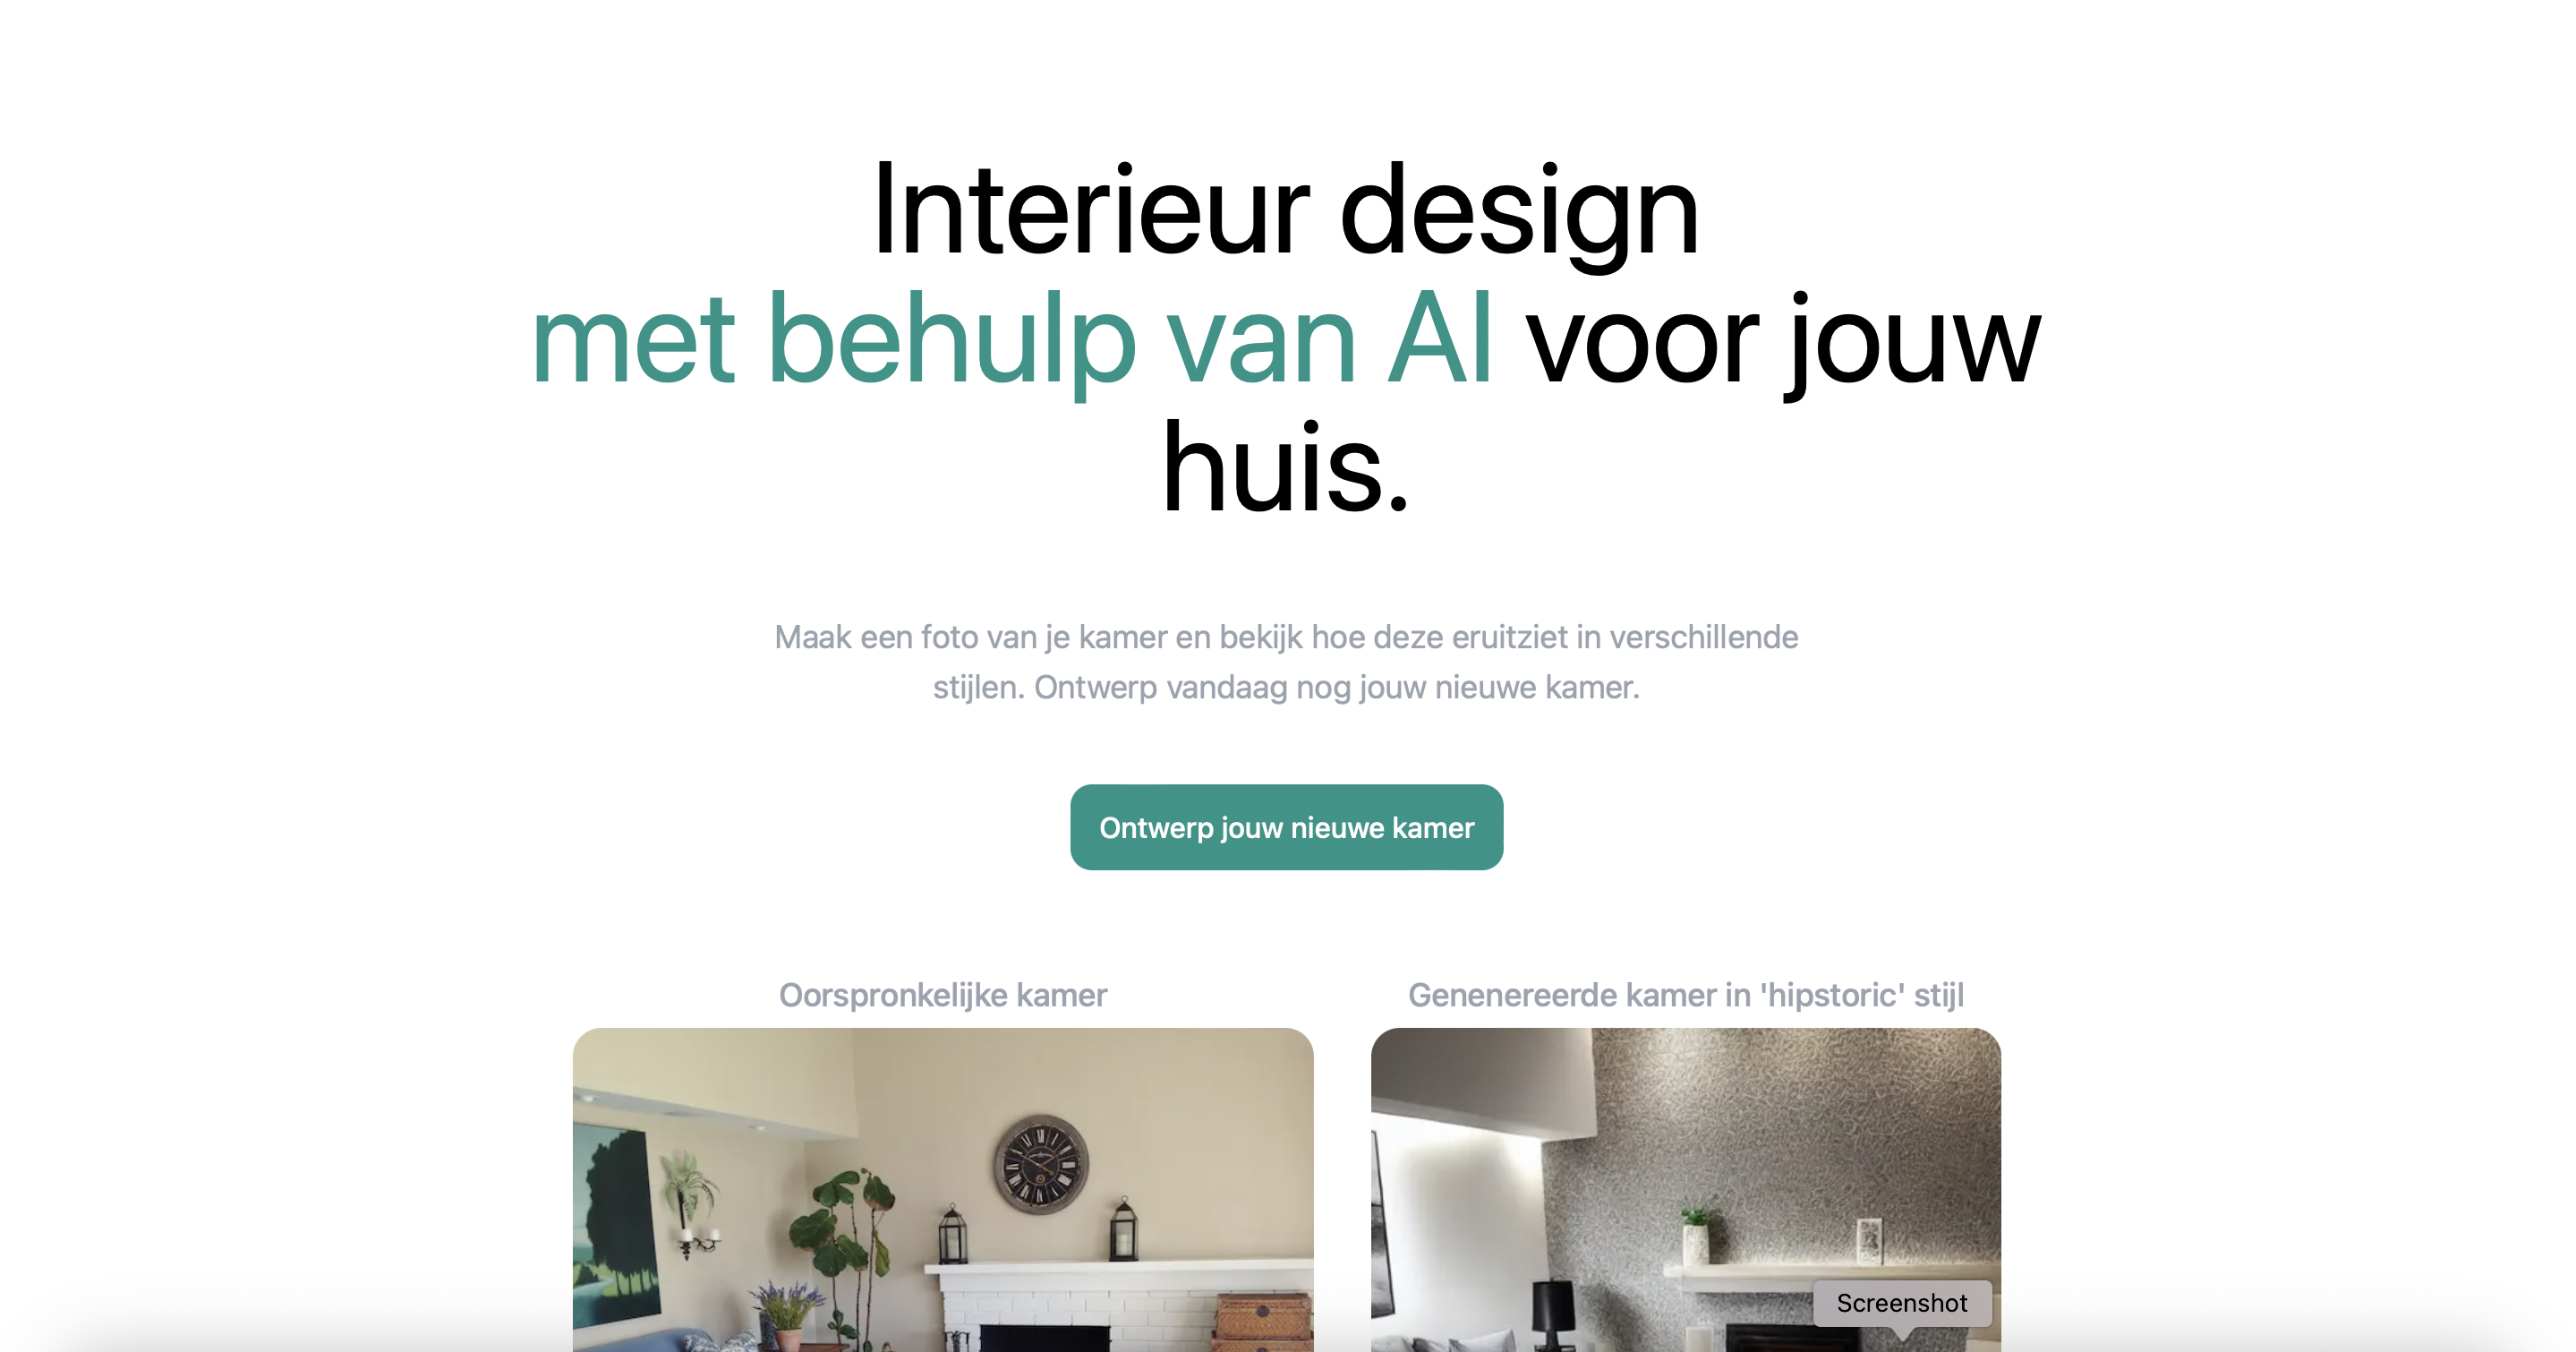 Interieur design
met behulp van AI voor jouw
huis.
Maak een foto van je kamer en bekijk hoe deze eruitziet in verschillende
stijlen. Ontwerp vandaag nog jouw nieuwe kamer.
Ontwerp jouw nieuwe kamer
Oorspronkelijke kamer
Genenereerde kamer in 'hipstoric' stijl
Screenshot